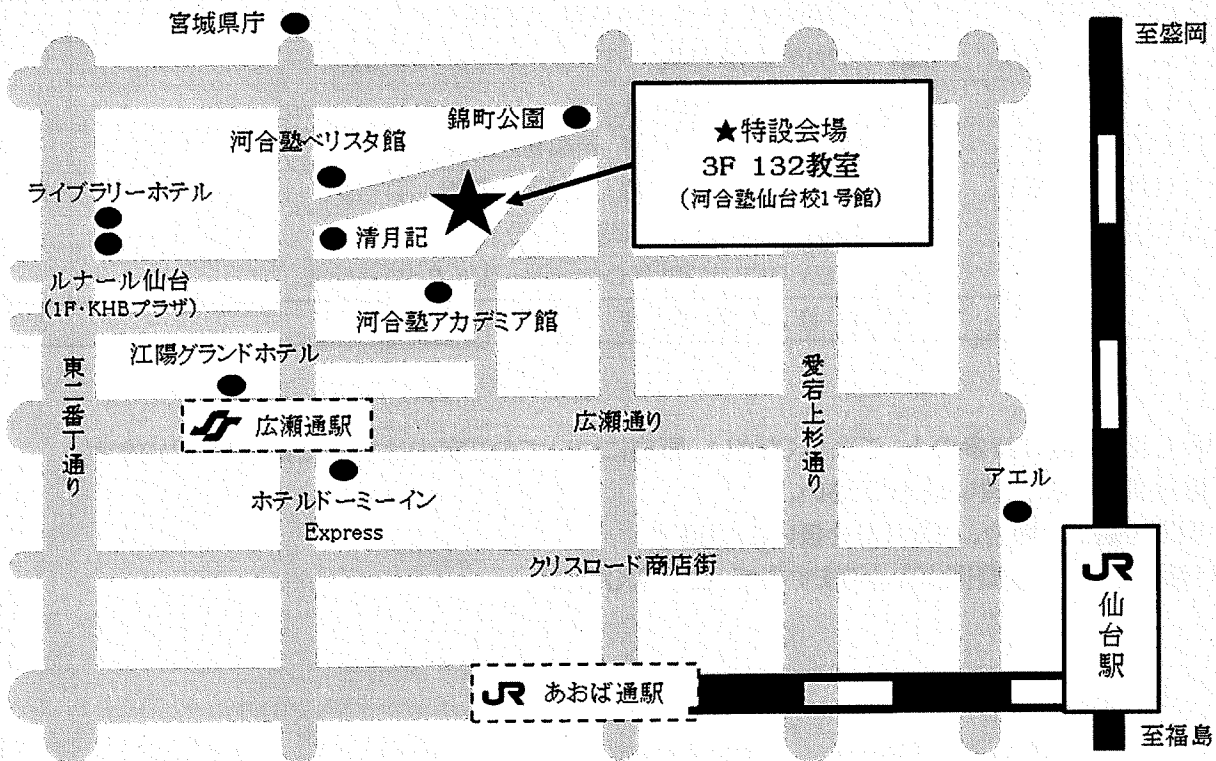 宮城県庁
至盛岡
錦町公園
★特設会場
3F 132教室
(河合塾仙台校1号館)
河合塾ベリスタ館
ライブラリーホテル
清月記
ルナール仙台
(1F・KHBプラザ)
河合塾アカデミア館
江陽グランドホテル
東二番丁通り
愛宕上杉通り
広瀬通駅
広瀬通り
ホテルドーミーイン
Express
アエル
クリスロード商店街
JR
仙台駅
JR あおば通駅
至福島